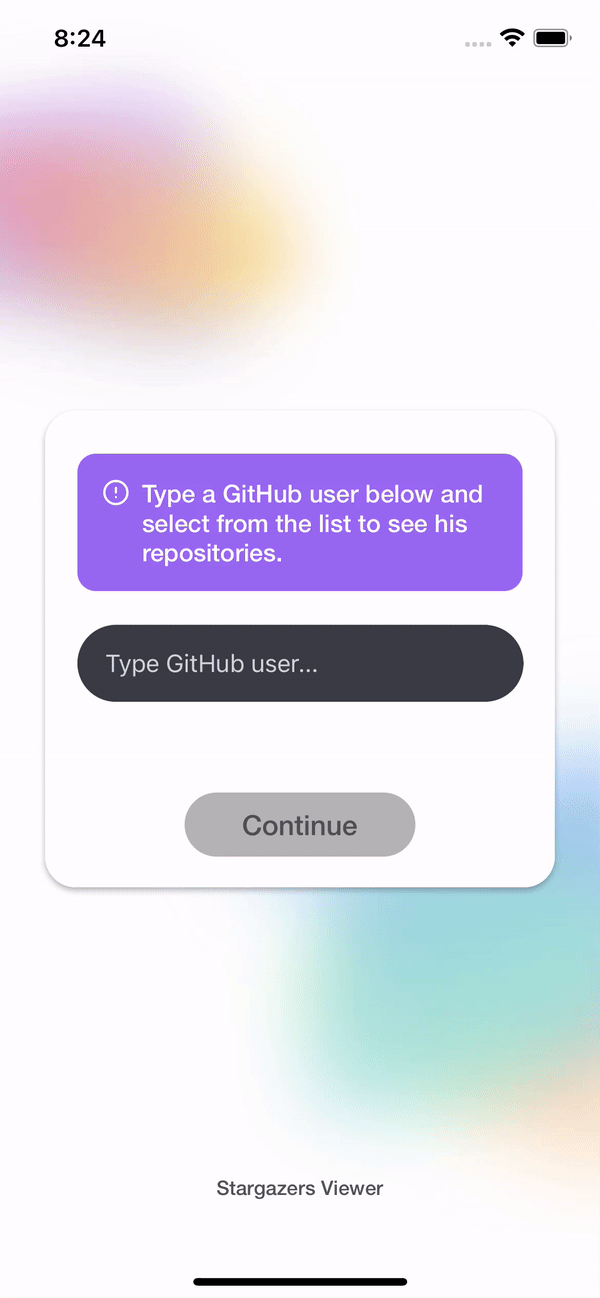 8:24
Type a GitHub user below and
select from the list to see his
repositories.
Type GitHub user...
Continue
Stargazers Viewer